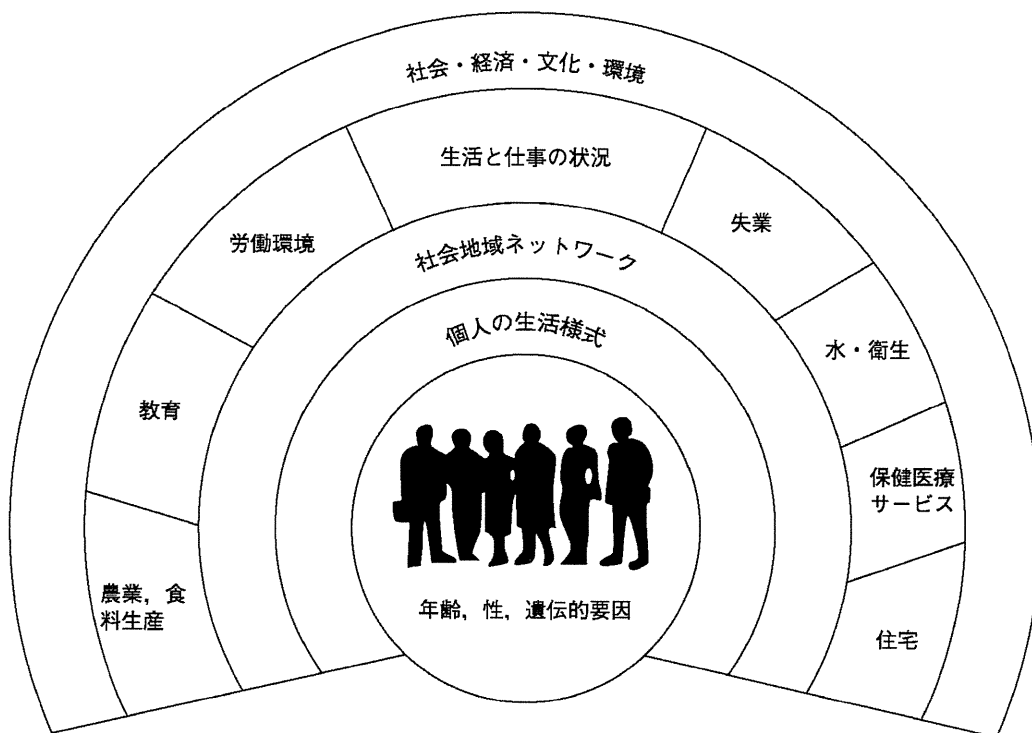 社会・経済・文化・環境
生活と仕事の状況
労働環境
失業
社会地域ネットワーク
個人の生活様式
水・衛生
教育
保健医療
サービス
農業，食
料生産
年齢，性，遺伝的要因
住宅